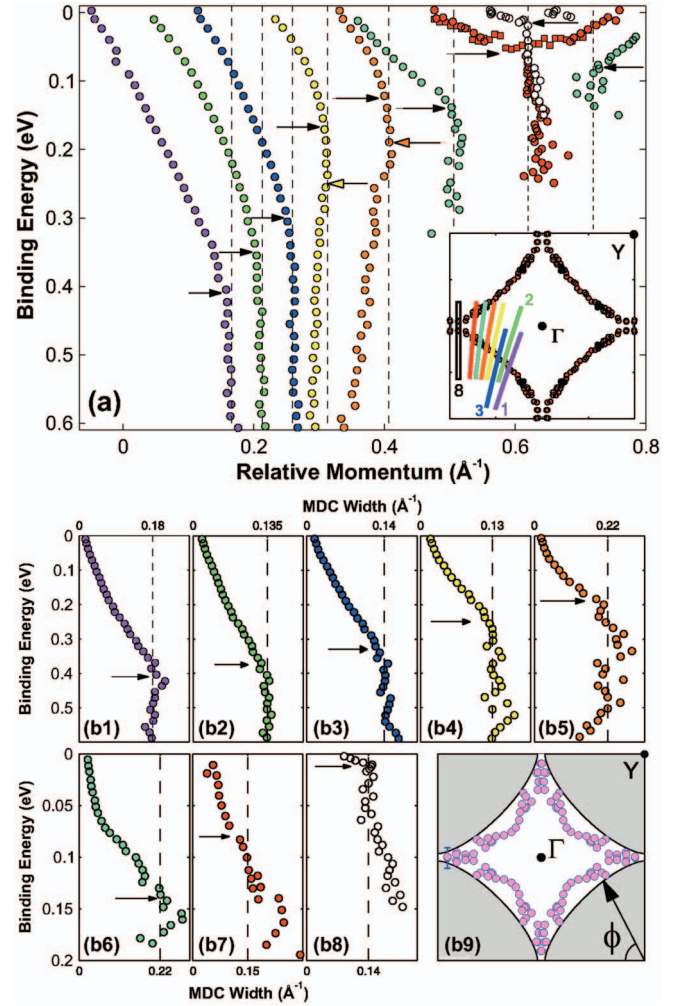 0
0.1
0.2
0.3
0.4
0.5
0.6
Binding Energy (eV)
(a)
Y
Γ
2
8
3
1
0 0.2 0.4 0.6 0.8
Relative Momentum (Å⁻¹)
MDC Width (Å⁻¹)
0 0.18 0 0.135 0 0.14 0 0.13 0 0.22
0
0.1
0.2
0.3
0.4
0.5
Binding Energy (eV)
(b1) (b2) (b3) (b4) (b5)
0
0.05
0.10
0.15
0.2
Binding Energy (eV)
Y
Γ
ϕ
(b6) (b7) (b8) (b9)
0.22 0.15 0.14
MDC Width (Å⁻¹)